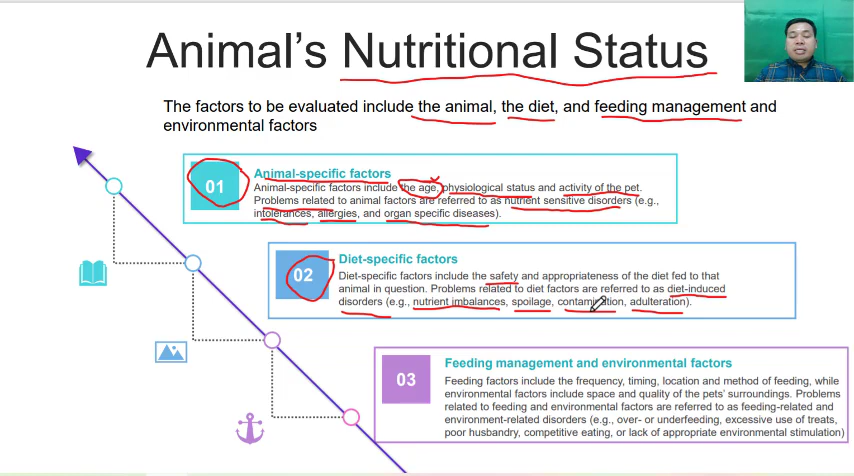 Animal's Nutritional Status
The factors to be evaluated include the animal, the diet, and feeding management and
environmental factors
01
Animal-specific factors
Animal-specific factors include the age, physiological status and activity of the pet.
Problems related to animal factors are referred to as nutrient sensitive disorders (e.g.,
intolerances, allergies, and organ specific diseases).
02
Diet-specific factors
Diet-specific factors include the safety and appropriateness of the diet fed to that
animal in question. Problems related to diet factors are referred to as diet-induced
disorders (e.g., nutrient imbalances, spoilage, contamination, adulteration).
03
Feeding management and environmental factors
Feeding factors include the frequency, timing, location and method of feeding, while
environmental factors include space and quality of the pets' surroundings. Problems
related to feeding and environmental factors are referred to as feeding-related and
environment-related disorders (e.g., over- or underfeeding, excessive use of treats,
poor husbandry, competitive eating, or lack of appropriate environmental stimulation)